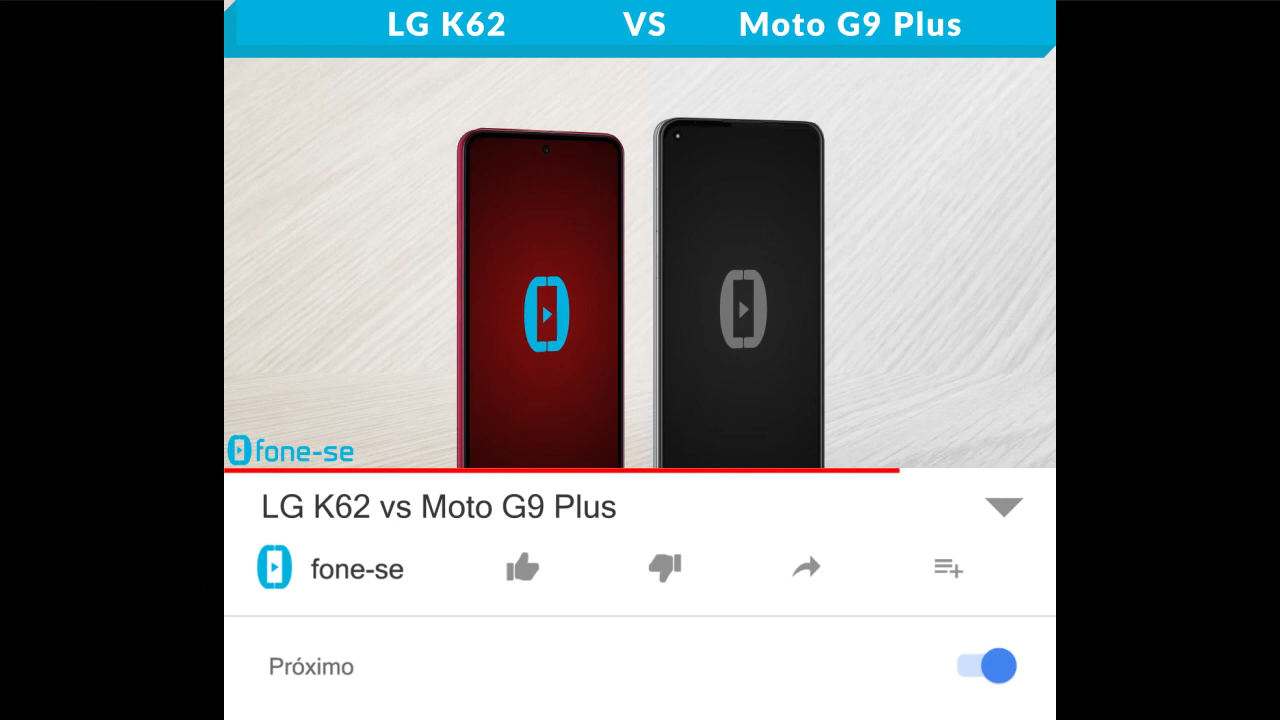 LG K62 VS Moto G9 Plus
fone-se
LG K62 vs Moto G9 Plus
fone-se
Próximo